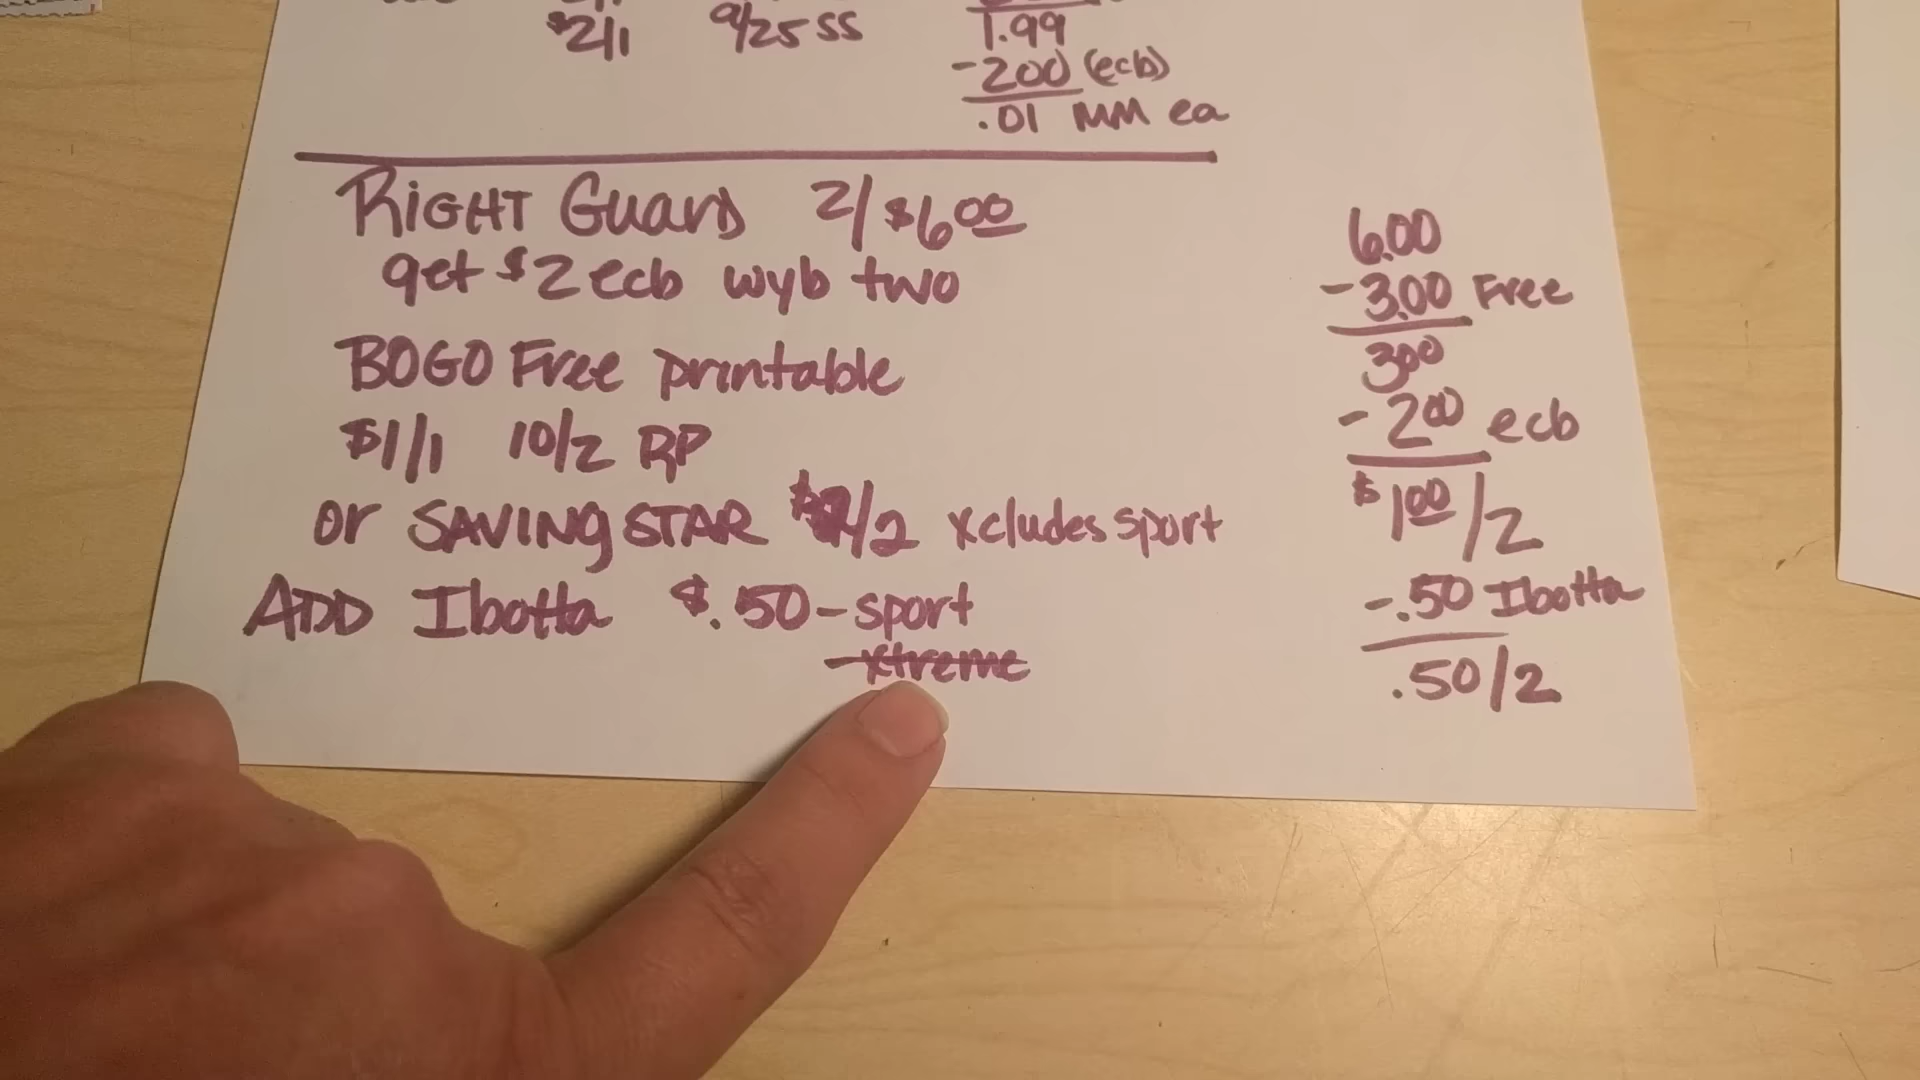 $2/1 9/25 SS 1.99
-200 (ecb)
.01 MM ea
RIGHT GUARD 2/$6.00
get $2 ecb wyb two
BOGO Free printable
$1/1 10/2 RP
or SAVING STAR /2 xcludes sport
ADD Ibotta $.50 - sport
- xtreme
6.00
- 3.00 Free
3.00
- 2.00 ecb
$1.00/2
-.50 Ibotta
.50/2